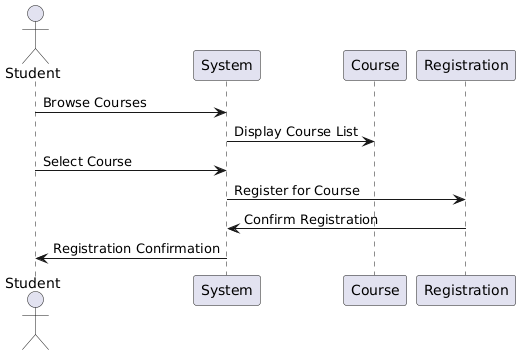 Student
System
Course
Registration
Browse Courses
Display Course List
Select Course
Register for Course
Confirm Registration
Registration Confirmation
Student
System
Course
Registration